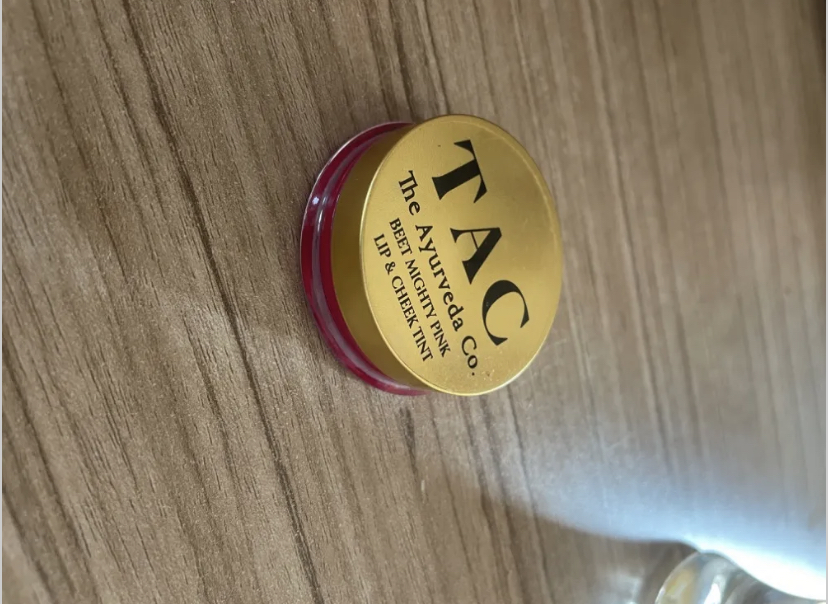 TAC
The Ayurveda Co.
BEET MIGHTY PINK
LIP & CHEEK TINT